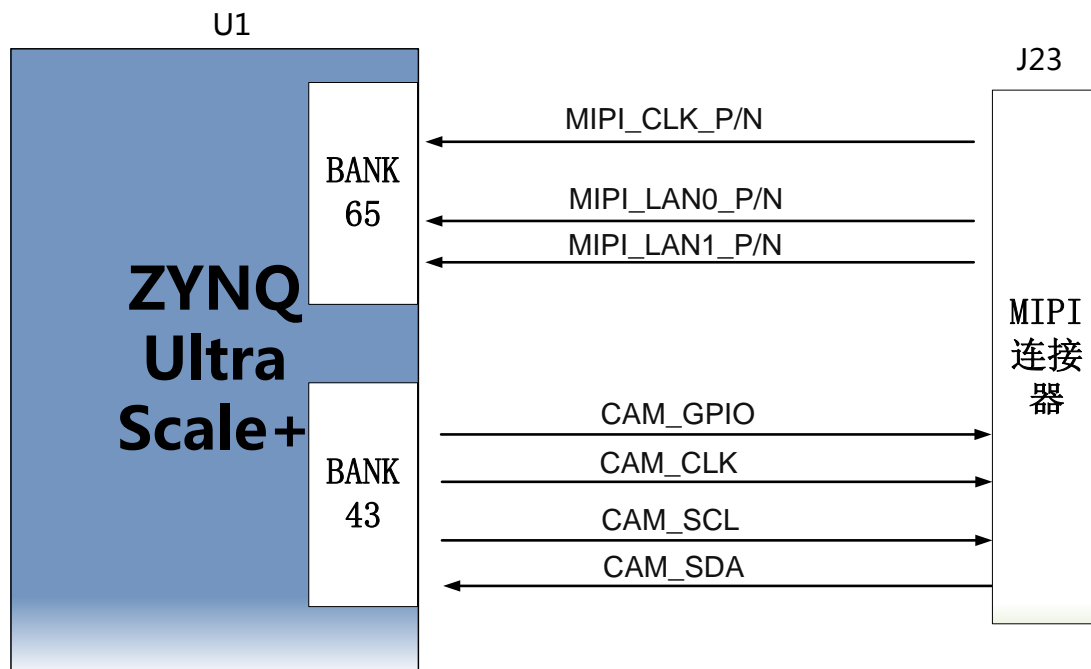 U1
J23
MIPI_CLK_P/N
BANK
65
MIPI_LAN0_P/N
MIPI_LAN1_P/N
ZYNQ
Ultra
Scale+
MIPI
连接
器
BANK
43
CAM_GPIO
CAM_CLK
CAM_SCL
CAM_SDA